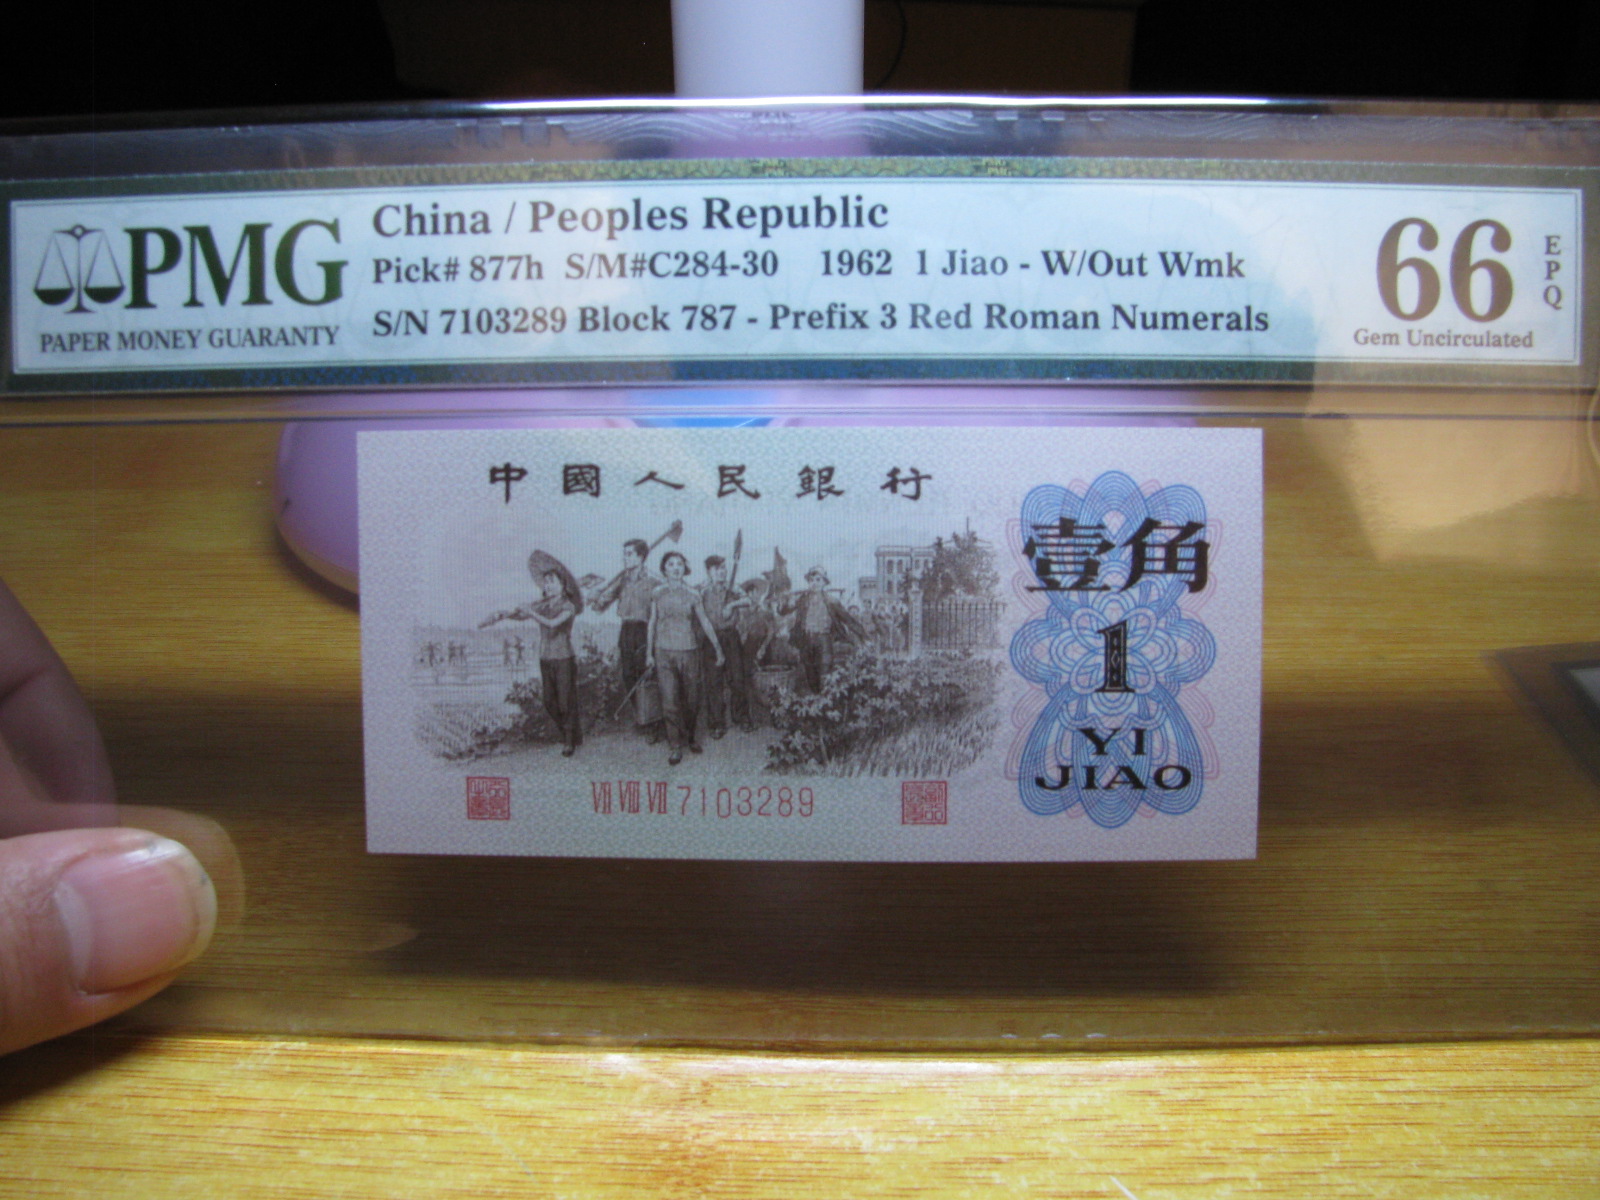 PMG
PAPER MONEY GUARANTY
China / Peoples Republic
Pick# 877h S/M#C284-30 1962 1 Jiao - W/Out Wmk
S/N 7103289 Block 787 - Prefix 3 Red Roman Numerals
66
EPQ
Gem Uncirculated
中國人民銀行
壹角
1
YI
JIAO
VII VIII VII 7103289